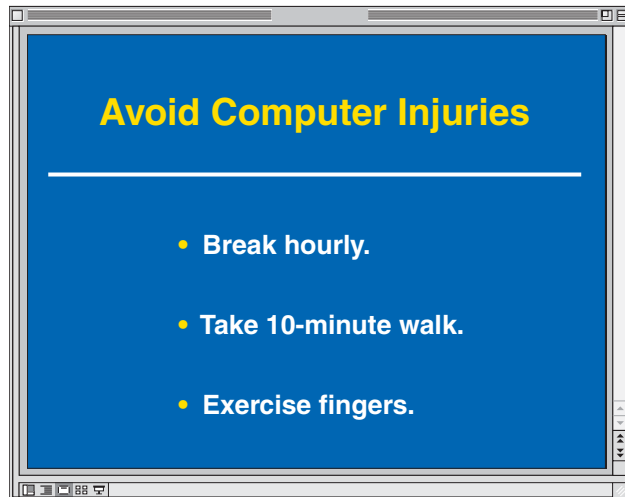 Avoid Computer Injuries
• Break hourly.
• Take 10-minute walk.
• Exercise fingers.